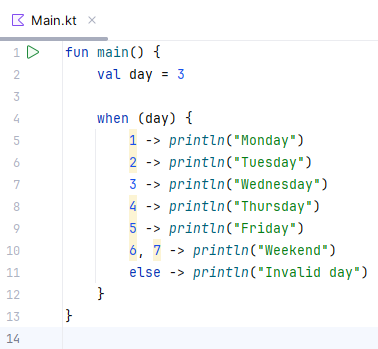 Main.kt
1 fun main() {
2     val day = 3
3
4     when (day) {
5         1 -> println("Monday")
6         2 -> println("Tuesday")
7         3 -> println("Wednesday")
8         4 -> println("Thursday")
9         5 -> println("Friday")
10         6, 7 -> println("Weekend")
11         else -> println("Invalid day")
12     }
13 }
14